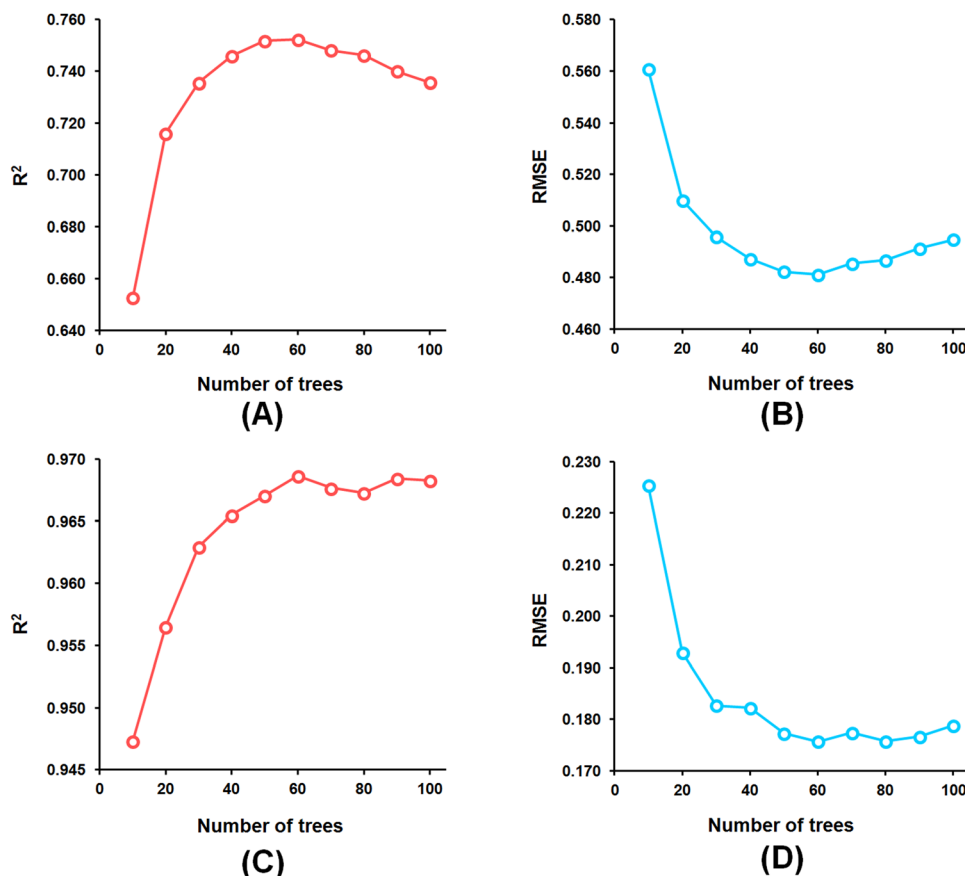 0.760
0.740
0.720
0.700
0.680
0.660
0.640
R²
0 20 40 60 80 100
Number of trees
(A)
0.580
0.560
0.540
0.520
0.500
0.480
0.460
RMSE
0 20 40 60 80 100
Number of trees
(B)
0.970
0.965
0.960
0.955
0.950
0.945
R²
0 20 40 60 80 100
Number of trees
(C)
0.230
0.220
0.210
0.200
0.190
0.180
0.170
RMSE
0 20 40 60 80 100
Number of trees
(D)